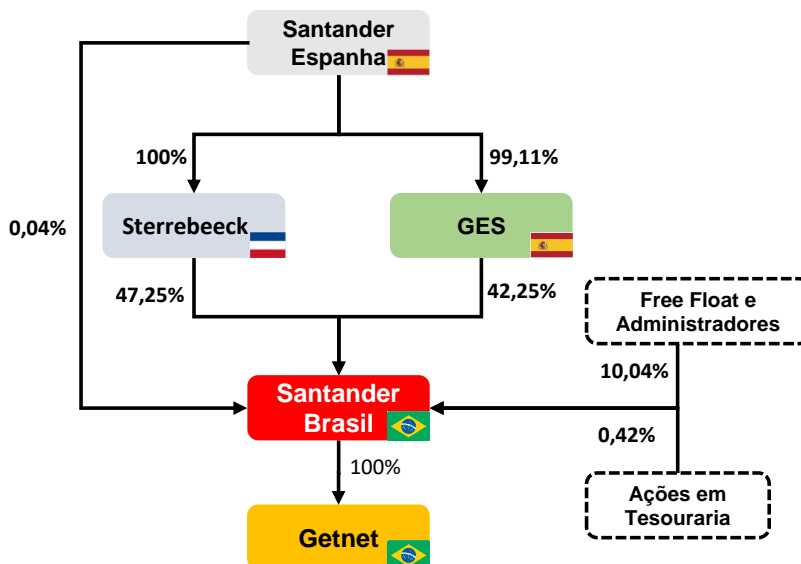 Santander
Espanha
100%
99,11%
0,04%
Sterrebeeck
GES
47,25%
42,25%
Free Float e
Administradores
10,04%
Santander
Brasil
0,42%
100%
Ações em
Tesouraria
Getnet